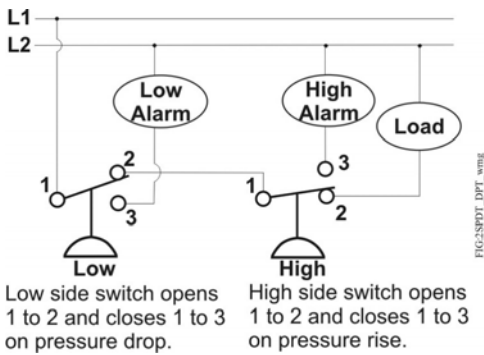 L1
L2
Low
Alarm
High
Alarm
Load
1
2
3
1
3
2
Low
High
Low side switch opens
1 to 2 and closes 1 to 3
on pressure drop.
High side switch opens
1 to 2 and closes 1 to 3
on pressure rise.
FIG:2SPDT_DPT_wrng